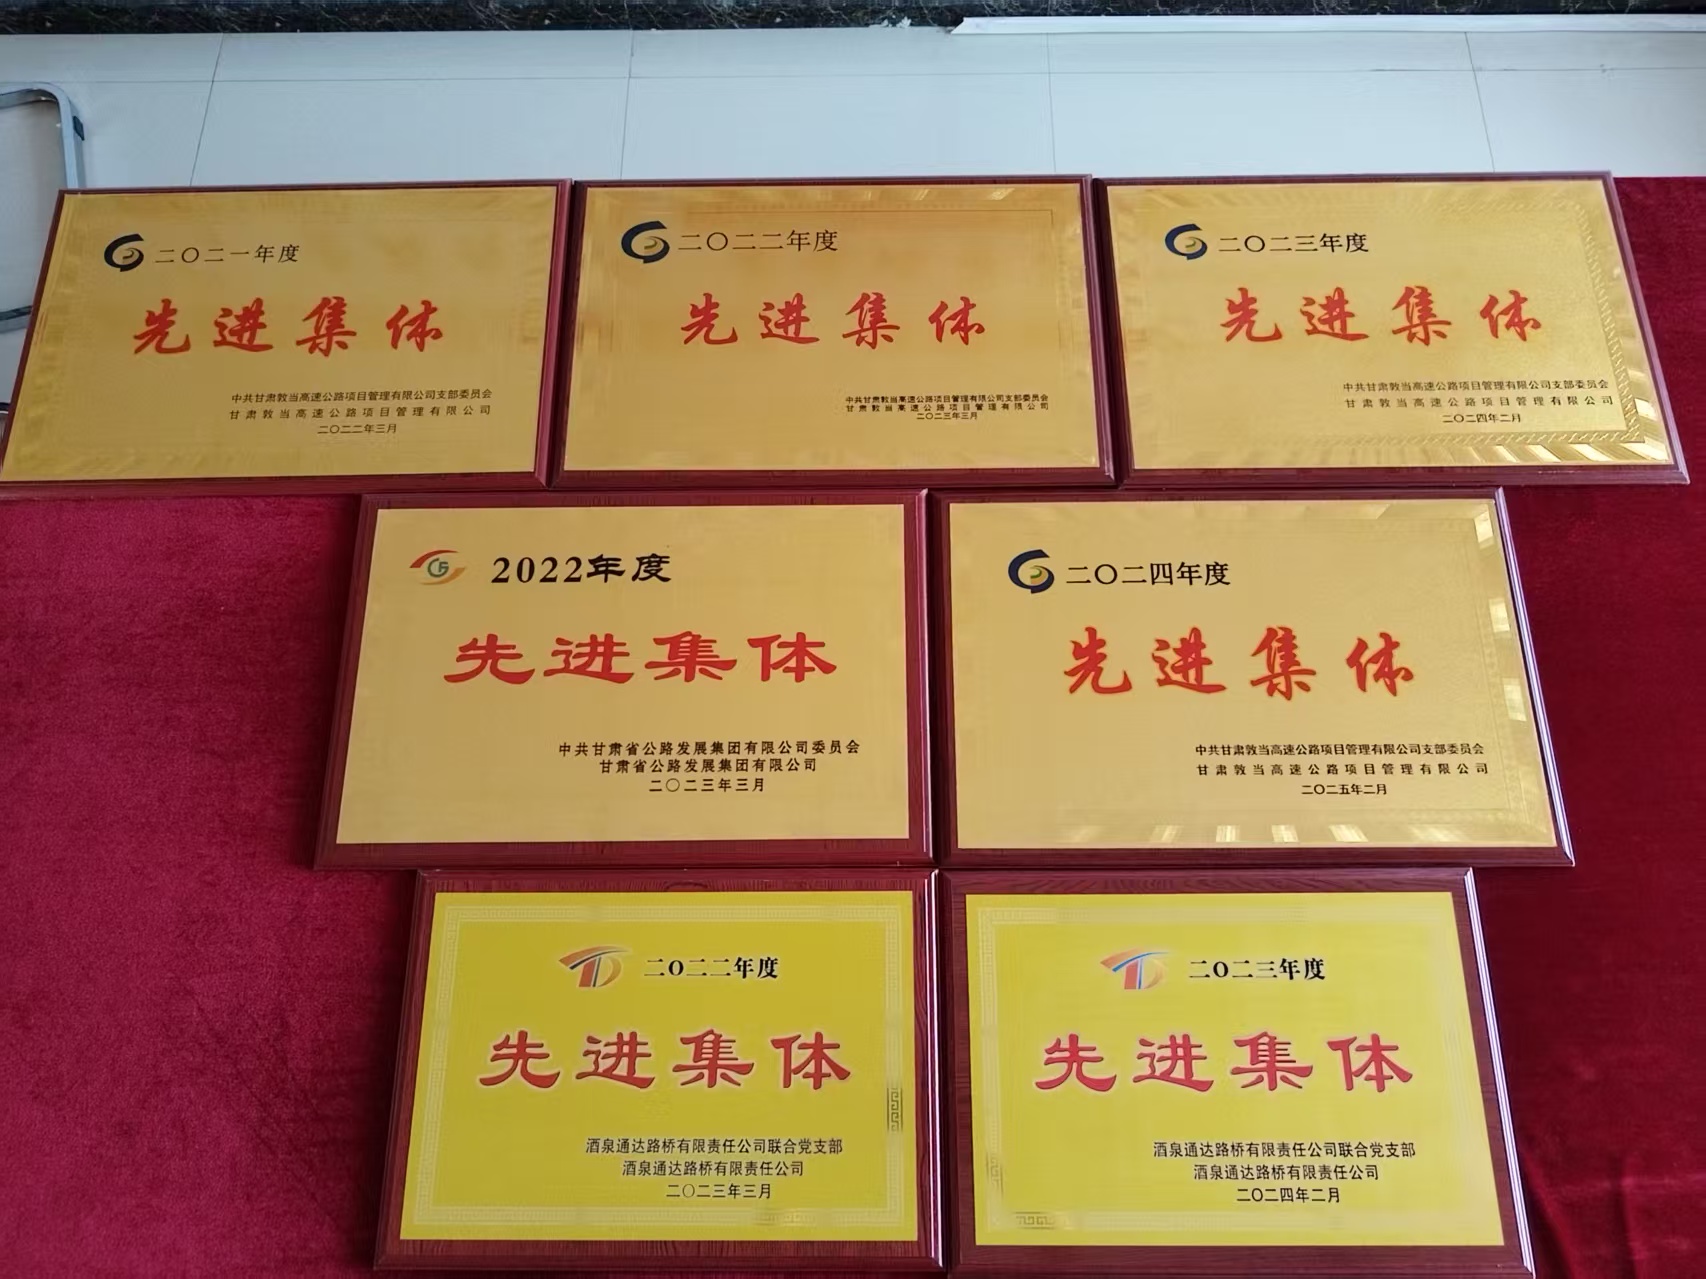 二〇二一年度
先进集体
中共甘肃敦当高速公路项目管理有限公司支部委员会
甘肃敦当高速公路项目管理有限公司
二〇二二年三月
二〇二二年度
先进集体
中共甘肃敦当高速公路项目管理有限公司支部委员会
甘肃敦当高速公路项目管理有限公司
二〇二三年三月
二〇二三年度
先进集体
中共甘肃敦当高速公路项目管理有限公司支部委员会
甘肃敦当高速公路项目管理有限公司
二〇二四年二月
2022年度
先进集体
中共甘肃省公路发展集团有限公司委员会
甘肃省公路发展集团有限公司
二〇二三年三月
二〇二四年度
先进集体
中共甘肃敦当高速公路项目管理有限公司支部委员会
甘肃敦当高速公路项目管理有限公司
二〇二五年二月
TD 二〇二二年度
先进集体
酒泉通达路桥有限责任公司联合党支部
酒泉通达路桥有限责任公司
二〇二三年三月
TD 二〇二三年度
先进集体
酒泉通达路桥有限责任公司联合党支部
酒泉通达路桥有限责任公司
二〇二四年二月